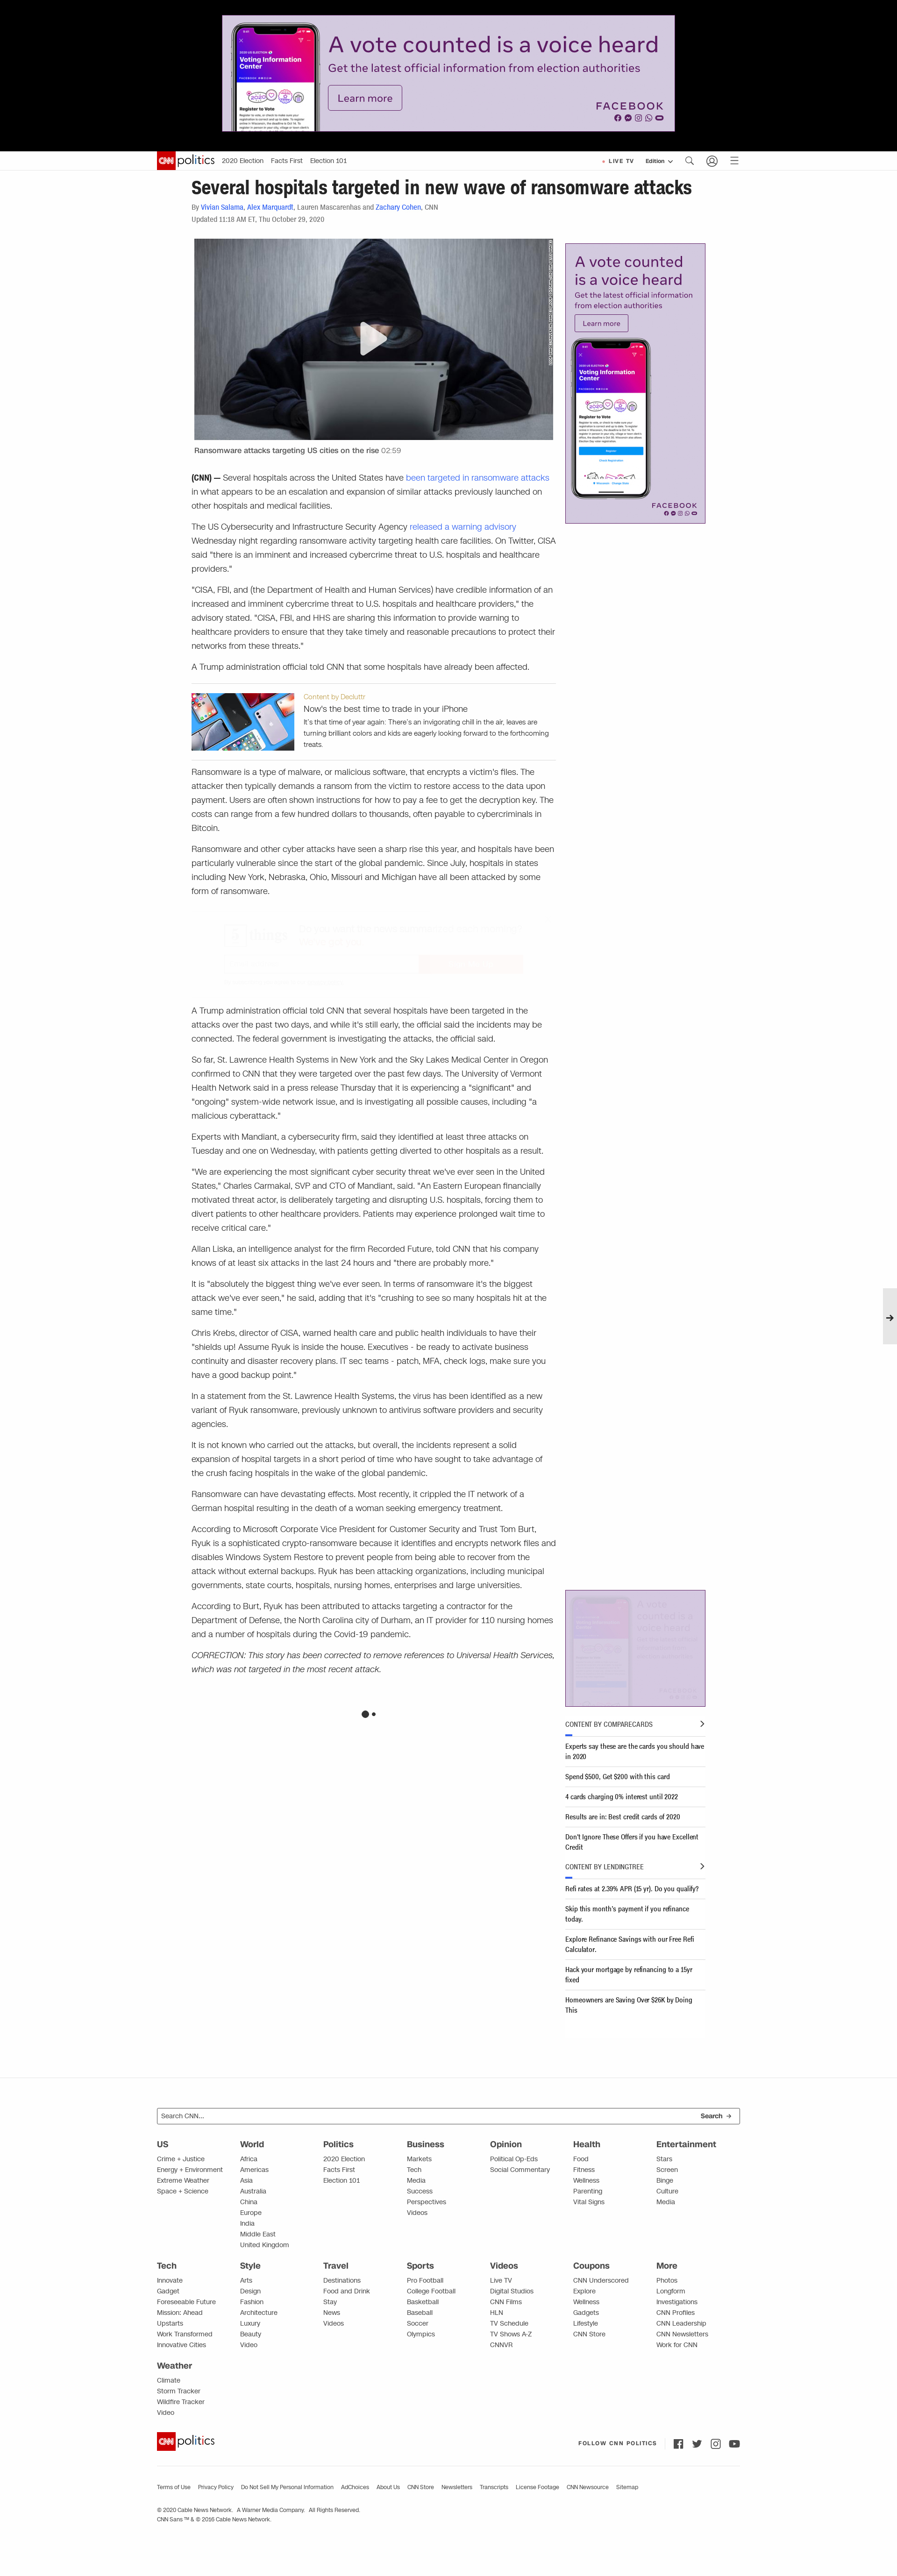 A vote counted is a voice heard
Get the latest official information from election authorities
Learn more
FACEBOOK
Voting Information
Center
Register to Vote
CNN politics 2020 Election Facts First Election 101 LIVE TV Edition
Several hospitals targeted in new wave of ransomware attacks
By Vivian Salama, Alex Marquardt, Lauren Mascarenhas and Zachary Cohen, CNN
Updated 11:18 AM ET, Thu October 29, 2020
A vote counted
is a voice heard
Get the latest official information
from election authorities
Learn more
Voting Information
Center
Register to Vote
FACEBOOK
Ransomware attacks targeting US cities on the rise 02:59
(CNN) — Several hospitals across the United States have been targeted in ransomware attacks
in what appears to be an escalation and expansion of similar attacks previously launched on
other hospitals and medical facilities.
The US Cybersecurity and Infrastructure Security Agency released a warning advisory
Wednesday night regarding ransomware activity targeting health care facilities. On Twitter, CISA
said "there is an imminent and increased cybercrime threat to U.S. hospitals and healthcare
providers."
"CISA, FBI, and (the Department of Health and Human Services) have credible information of an
increased and imminent cybercrime threat to U.S. hospitals and healthcare providers," the
advisory stated. "CISA, FBI, and HHS are sharing this information to provide warning to
healthcare providers to ensure that they take timely and reasonable precautions to protect their
networks from these threats."
A Trump administration official told CNN that some hospitals have already been affected.
Content by Decluttr
Now's the best time to trade in your iPhone
It's that time of year again: There's an invigorating chill in the air, leaves are
turning brilliant colors and kids are eagerly looking forward to the forthcoming
treats.
Ransomware is a type of malware, or malicious software, that encrypts a victim's files. The
attacker then typically demands a ransom from the victim to restore access to the data upon
payment. Users are often shown instructions for how to pay a fee to get the decryption key. The
costs can range from a few hundred dollars to thousands, often payable to cybercriminals in
Bitcoin.
Ransomware and other cyber attacks have seen a sharp rise this year, and hospitals have been
particularly vulnerable since the start of the global pandemic. Since July, hospitals in states
including New York, Nebraska, Ohio, Missouri and Michigan have all been attacked by some
form of ransomware.
A Trump administration official told CNN that several hospitals have been targeted in the
attacks over the past two days, and while it's still early, the official said the incidents may be
connected. The federal government is investigating the attacks, the official said.
So far, St. Lawrence Health Systems in New York and the Sky Lakes Medical Center in Oregon
confirmed to CNN that they were targeted over the past few days. The University of Vermont
Health Network said in a press release Thursday that it is experiencing a "significant" and
"ongoing" system-wide network issue, and is investigating all possible causes, including "a
malicious cyberattack."
Experts with Mandiant, a cybersecurity firm, said they identified at least three attacks on
Tuesday and one on Wednesday, with patients getting diverted to other hospitals as a result.
"We are experiencing the most significant cyber security threat we've ever seen in the United
States," Charles Carmakal, SVP and CTO of Mandiant, said. "An Eastern European financially
motivated threat actor, is deliberately targeting and disrupting U.S. hospitals, forcing them to
divert patients to other healthcare providers. Patients may experience prolonged wait time to
receive critical care."
Allan Liska, an intelligence analyst for the firm Recorded Future, told CNN that his company
knows of at least six attacks in the last 24 hours and "there are probably more."
It is "absolutely the biggest thing we've ever seen. In terms of ransomware it's the biggest
attack we've ever seen," he said, adding that it's "crushing to see so many hospitals hit at the
same time."
Chris Krebs, director of CISA, warned health care and public health individuals to have their
"shields up! Assume Ryuk is inside the house. Executives - be ready to activate business
continuity and disaster recovery plans. IT sec teams - patch, MFA, check logs, make sure you
have a good backup point."
In a statement from the St. Lawrence Health Systems, the virus has been identified as a new
variant of Ryuk ransomware, previously unknown to antivirus software providers and security
agencies.
It is not known who carried out the attacks, but overall, the incidents represent a solid
expansion of hospital targets in a short period of time who have sought to take advantage of
the crush facing hospitals in the wake of the global pandemic.
Ransomware can have devastating effects. Most recently, it crippled the IT network of a
German hospital resulting in the death of a woman seeking emergency treatment.
According to Microsoft Corporate Vice President for Customer Security and Trust Tom Burt,
Ryuk is a sophisticated crypto-ransomware because it identifies and encrypts network files and
disables Windows System Restore to prevent people from being able to recover from the
attack without external backups. Ryuk has been attacking organizations, including municipal
governments, state courts, hospitals, nursing homes, enterprises and large universities.
According to Burt, Ryuk has been attributed to attacks targeting a contractor for the
Department of Defense, the North Carolina city of Durham, an IT provider for 110 nursing homes
and a number of hospitals during the Covid-19 pandemic.
CORRECTION: This story has been corrected to remove references to Universal Health Services,
which was not targeted in the most recent attack.
CONTENT BY COMPARECARDS
Experts say these are the cards you should have
in 2020
Spend $500, Get $200 with this card
4 cards charging 0% interest until 2022
Results are in: Best credit cards of 2020
Don't Ignore These Offers if you have Excellent
Credit
CONTENT BY LENDINGTREE
Refi rates at 2.39% APR (15 yr). Do you qualify?
Skip this month's payment if you refinance
today.
Explore Refinance Savings with our Free Refi
Calculator.
Hack your mortgage by refinancing to a 15yr
fixed
Homeowners are Saving Over $26K by Doing
This
Search CNN... Search
US World Politics Business Opinion Health Entertainment
Crime + Justice Africa 2020 Election Markets Political Op-Eds Food Stars
Energy + Environment Americas Facts First Tech Social Commentary Fitness Screen
Extreme Weather Asia Election 101 Media Wellness Binge
Space + Science Australia Success Parenting Culture
China Perspectives Vital Signs Media
Europe Videos
India
Middle East
United Kingdom
Tech Style Travel Sports Videos Coupons More
Innovate Arts Destinations Pro Football Live TV CNN Underscored Photos
Gadget Design Food and Drink College Football Digital Studios Explore Longform
Foreseeable Future Fashion Stay Basketball CNN Films Wellness Investigations
Mission: Ahead Architecture News Baseball HLN Gadgets CNN Profiles
Upstarts Luxury Videos Soccer TV Schedule Lifestyle CNN Leadership
Work Transformed Beauty Olympics TV Shows A-Z CNN Store CNN Newsletters
Innovative Cities Video CNNVR Work for CNN
Weather
Climate
Storm Tracker
Wildfire Tracker
Video
CNN politics FOLLOW CNN POLITICS
Terms of Use Privacy Policy Do Not Sell My Personal Information AdChoices About Us CNN Store Newsletters Transcripts License Footage CNN Newsource Sitemap
© 2020 Cable News Network. A Warner Media Company. All Rights Reserved.
CNN Sans ™ & © 2016 Cable News Network.